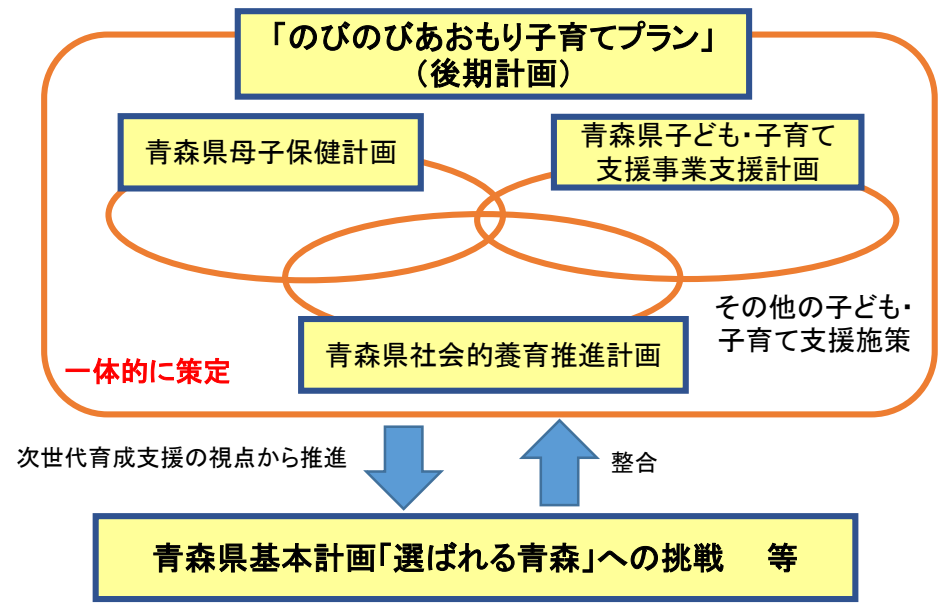 「のびのびあおもり子育てプラン」
（後期計画）
青森県母子保健計画
青森県子ども・子育て
支援事業支援計画
その他の子ども・
子育て支援施策
青森県社会的養育推進計画
一体的に策定
次世代育成支援の視点から推進
整合
青森県基本計画「選ばれる青森」への挑戦　等